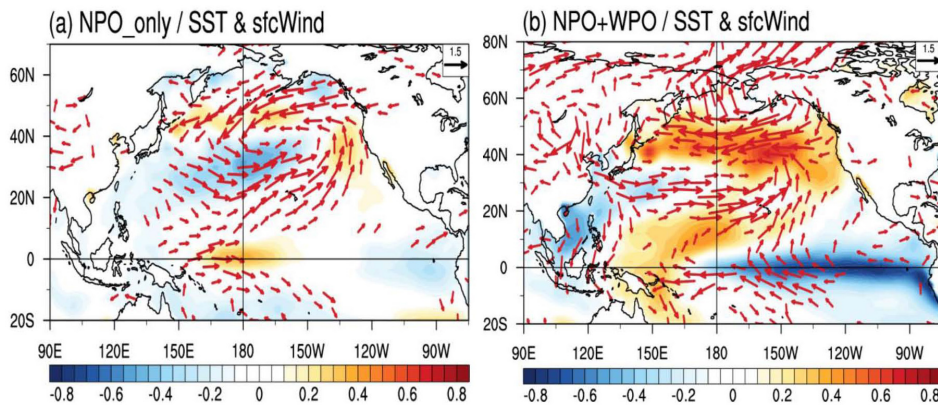 (a) NPO_only / SST & sfcWind
1.5
60N
40N
20N
0
20S
90E 120E 150E 180 150W 120W 90W
-0.8 -0.6 -0.4 -0.2 0 0.2 0.4 0.6 0.8
(b) NPO+WPO / SST & sfcWind
1.5
80N
60N
40N
20N
0
20S
90E 120E 150E 180 150W 120W 90W
-0.8 -0.6 -0.4 -0.2 0 0.2 0.4 0.6 0.8